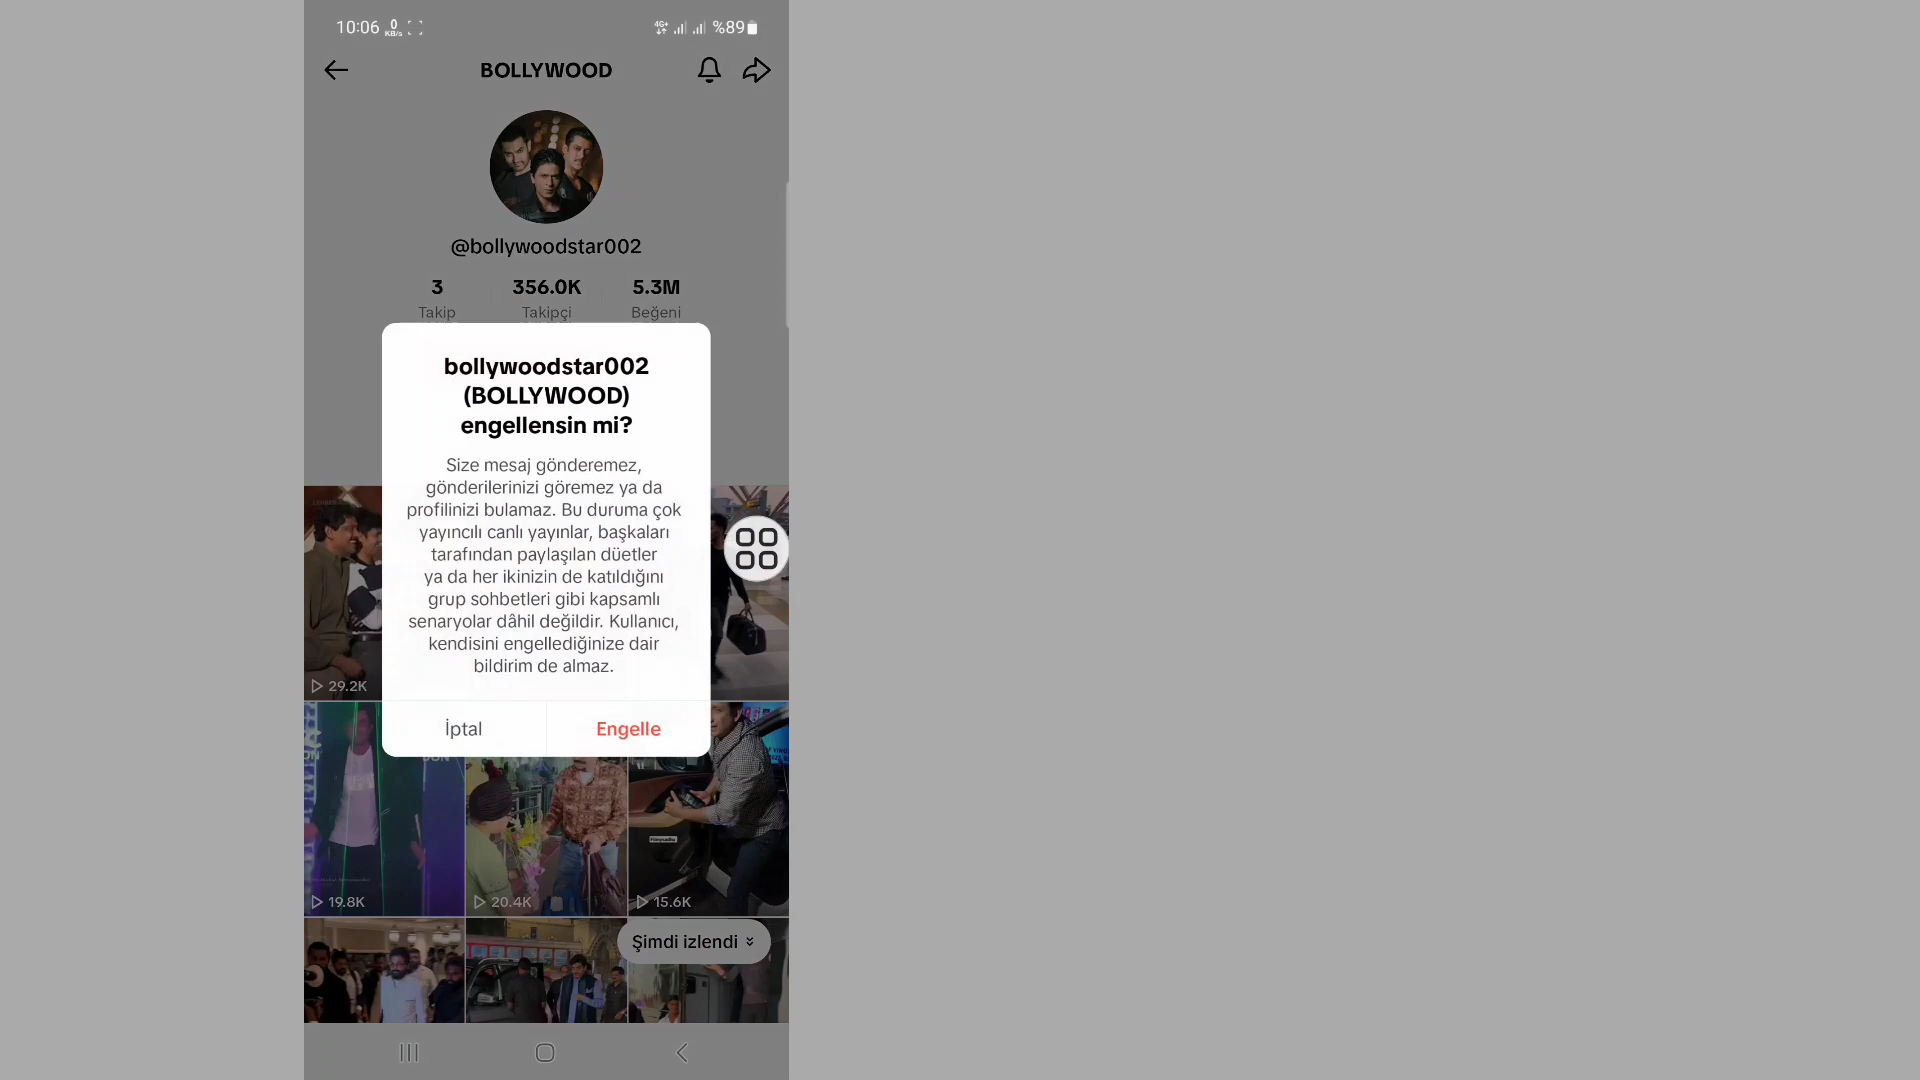 10:06 0 KB/s 4G+ %89
BOLLYWOOD
@bollywoodstar002
3 356.0K 5.3M
Takip Takipçi Beğeni
bollywoodstar002
(BOLLYWOOD)
engellensin mi?
Size mesaj gönderemez,
gönderilerinizi göremez ya da
profilinizi bulamaz. Bu duruma çok
yayıncılı canlı yayınlar, başkaları
tarafından paylaşılan düetler
ya da her ikinizin de katıldığını
grup sohbetleri gibi kapsamlı
senaryolar dâhil değildir. Kullanıcı,
kendisini engellediğinize dair
bildirim de almaz.
29.2K
İptal Engelle
19.8K 20.4K 15.6K
Şimdi izlendi